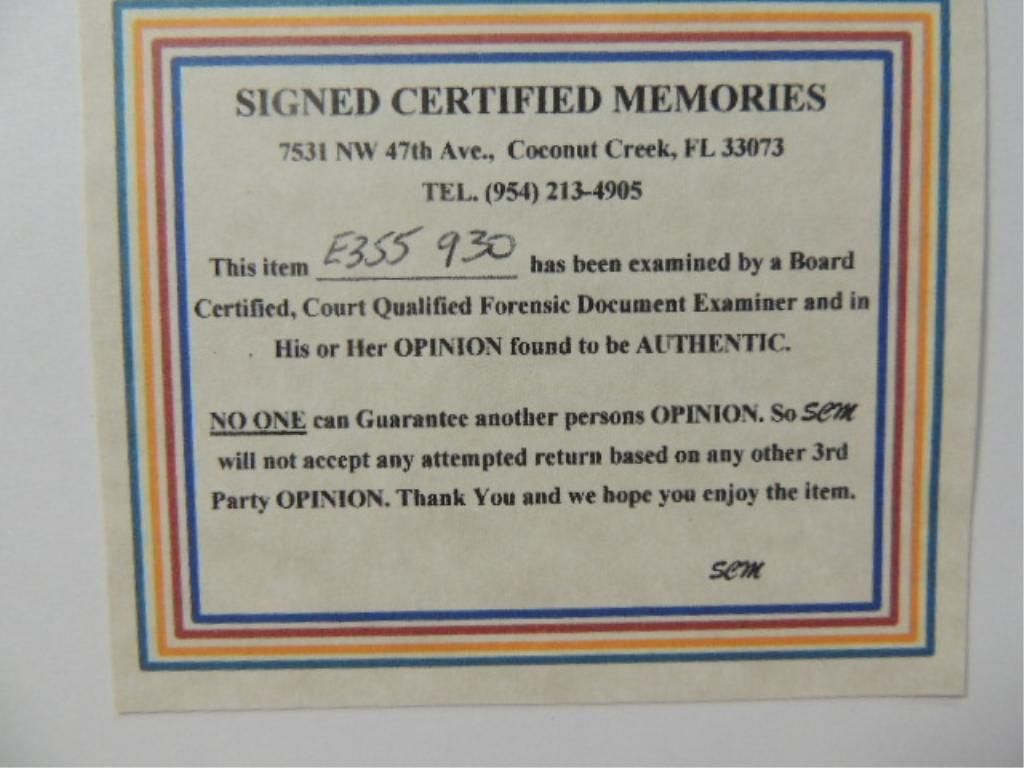 SIGNED CERTIFIED MEMORIES
7531 NW 47th Ave., Coconut Creek, FL 33073
TEL. (954) 213-4905
This item E355 930 has been examined by a Board
Certified, Court Qualified Forensic Document Examiner and in
His or Her OPINION found to be AUTHENTIC.
NO ONE can Guarantee another persons OPINION. So SCM
will not accept any attempted return based on any other 3rd
Party OPINION. Thank You and we hope you enjoy the item.
SCM